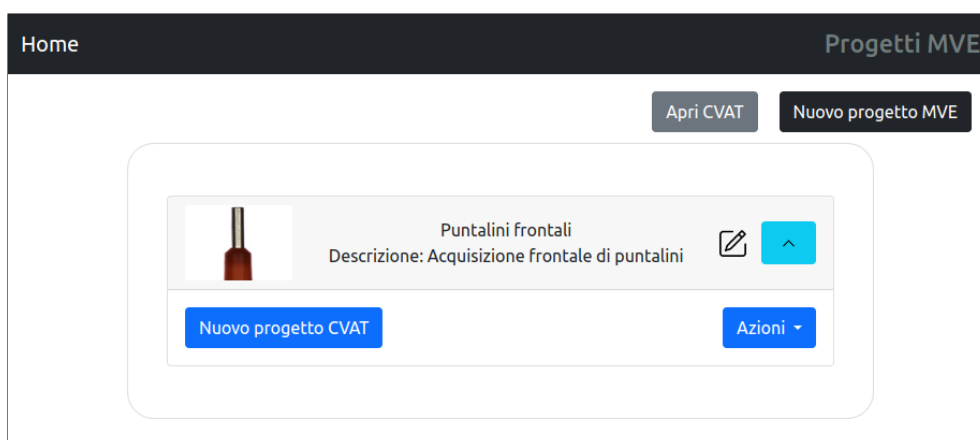 Home
Progetti MVE
Apri CVAT
Nuovo progetto MVE
Puntalini frontali
Descrizione: Acquisizione frontale di puntalini
Nuovo progetto CVAT
Azioni